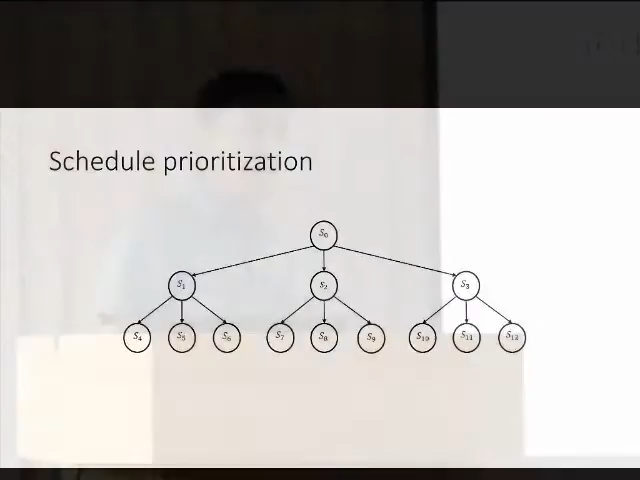 Schedule prioritization
S₀
S₁ S₂ S₃
S₄ S₅ S₆ S₇ S₈ S₉ S₁₀ S₁₁ S₁₂